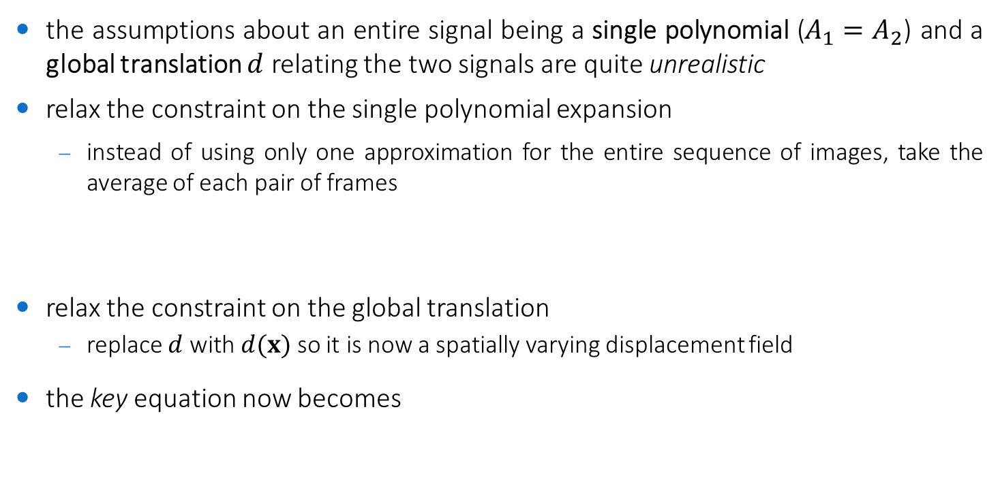 • the assumptions about an entire signal being a single polynomial (A₁ = A₂) and a
global translation d relating the two signals are quite unrealistic
• relax the constraint on the single polynomial expansion
– instead of using only one approximation for the entire sequence of images, take the
average of each pair of frames
• relax the constraint on the global translation
– replace d with d(x) so it is now a spatially varying displacement field
• the key equation now becomes